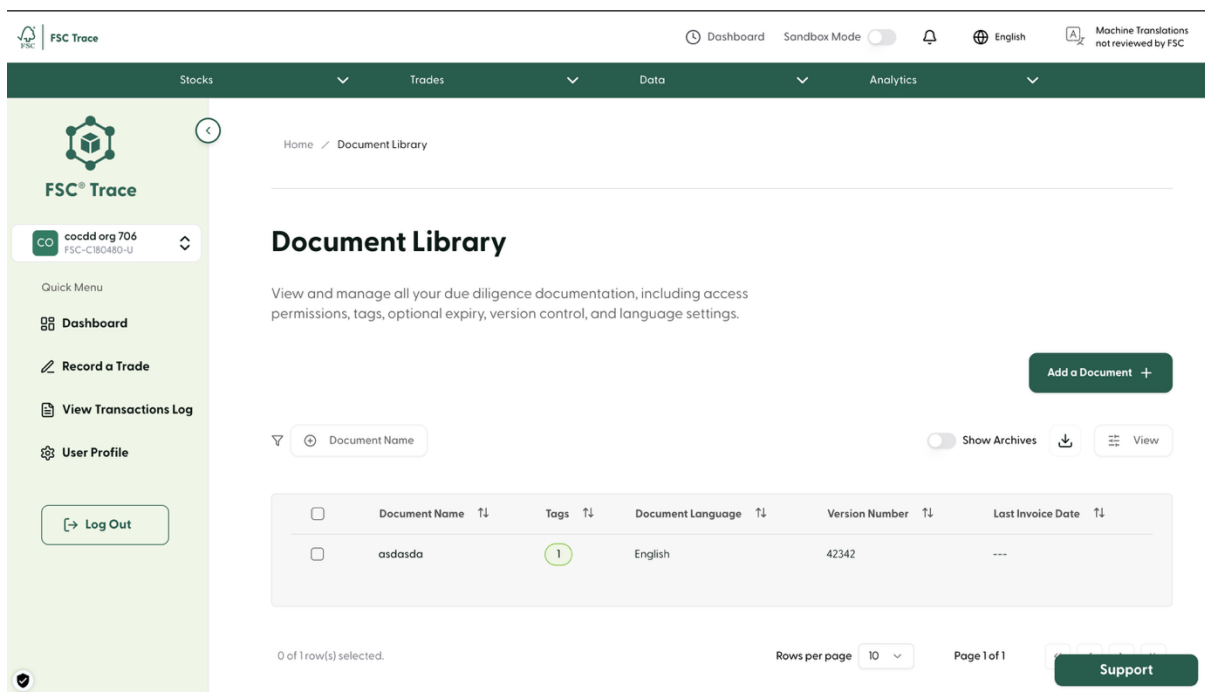 FSC
FSC Trace
Dashboard
Sandbox Mode
English
Machine Translations
not reviewed by FSC
Stocks
Trades
Data
Analytics
FSC® Trace
CO
cocdd org 706
FSC-C180480-U
Quick Menu
Dashboard
Record a Trade
View Transactions Log
User Profile
Log Out
Home / Document Library
Document Library
View and manage all your due diligence documentation, including access
permissions, tags, optional expiry, version control, and language settings.
Add a Document +
Document Name
Show Archives
View
Document Name Tags Document Language Version Number Last Invoice Date
asdasda 1 English 42342 ---
0 of 1 row(s) selected.
Rows per page 10
Page 1 of 1
Support